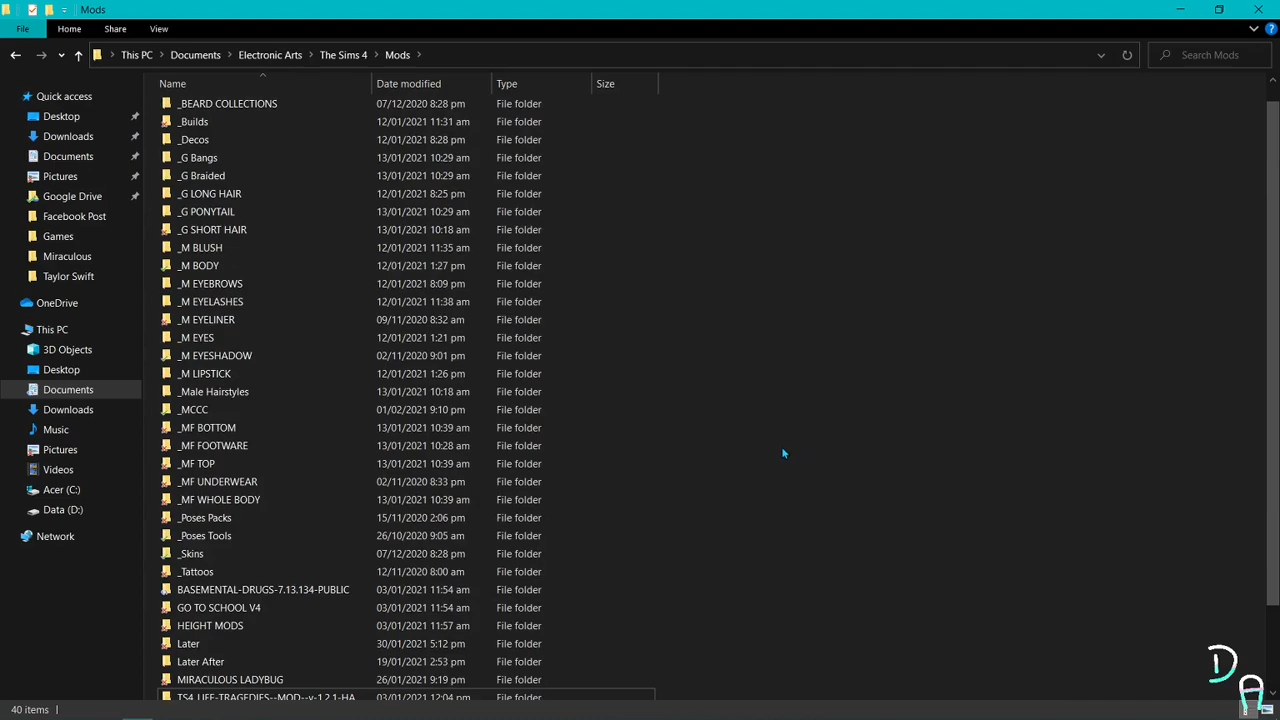 Mods
File Home Share View
This PC Documents Electronic Arts The Sims 4 Mods Search Mods
Name Date modified Type Size
Quick access
Desktop
Downloads
Documents
Pictures
Google Drive
Facebook Post
Games
Miraculous
Taylor Swift
OneDrive
This PC
3D Objects
Desktop
Documents
Downloads
Music
Pictures
Videos
Acer (C:)
Data (D:)
Network
_BEARD COLLECTIONS 07/12/2020 8:28 pm File folder
_Builds 12/01/2021 11:31 am File folder
_Decos 12/01/2021 8:28 pm File folder
_G Bangs 13/01/2021 10:29 am File folder
_G Braided 13/01/2021 10:29 am File folder
_G LONG HAIR 12/01/2021 8:25 pm File folder
_G PONYTAIL 13/01/2021 10:29 am File folder
_G SHORT HAIR 13/01/2021 10:18 am File folder
_M BLUSH 12/01/2021 11:35 am File folder
_M BODY 12/01/2021 1:27 pm File folder
_M EYEBROWS 12/01/2021 8:09 pm File folder
_M EYELASHES 12/01/2021 11:38 am File folder
_M EYELINER 09/11/2020 8:32 am File folder
_M EYES 12/01/2021 1:21 pm File folder
_M EYESHADOW 02/11/2020 9:01 pm File folder
_M LIPSTICK 12/01/2021 1:26 pm File folder
_Male Hairstyles 13/01/2021 10:18 am File folder
_MCCC 01/02/2021 9:10 pm File folder
_MF BOTTOM 13/01/2021 10:39 am File folder
_MF FOOTWARE 13/01/2021 10:28 am File folder
_MF TOP 13/01/2021 10:39 am File folder
_MF UNDERWEAR 02/11/2020 8:33 pm File folder
_MF WHOLE BODY 13/01/2021 10:39 am File folder
_Poses Packs 15/11/2020 2:06 pm File folder
_Poses Tools 26/10/2020 9:05 am File folder
_Skins 07/12/2020 8:28 pm File folder
_Tattoos 12/11/2020 8:00 am File folder
BASEMENTAL-DRUGS-7.13.134-PUBLIC 03/01/2021 11:54 am File folder
GO TO SCHOOL V4 03/01/2021 11:54 am File folder
HEIGHT MODS 03/01/2021 11:57 am File folder
Later 30/01/2021 5:12 pm File folder
Later After 19/01/2021 2:53 pm File folder
MIRACULOUS LADYBUG 26/01/2021 9:19 pm File folder
TS4 LIFE-TRAGEDIES--MOD--v-1.2.1-HA 03/01/2021 12:04 pm File folder
40 items
DA